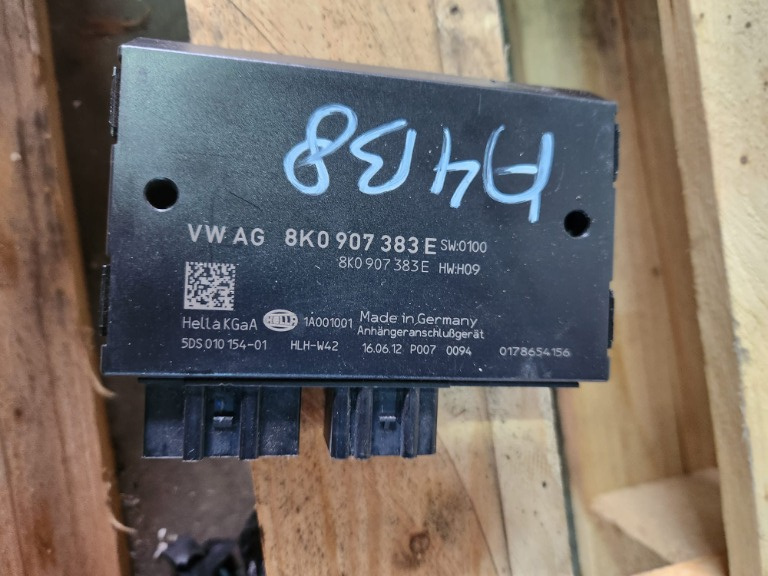 A4B8
VW AG 8K0 907 383 E SW:0100
8K0 907 383 E HW:H09
Hella KGaA HELLA 1A001001 Made in Germany
Anhängeranschlußgerät
5DS 010 154-01 HLH-W42 16.06.12 P007 0094 0178654156